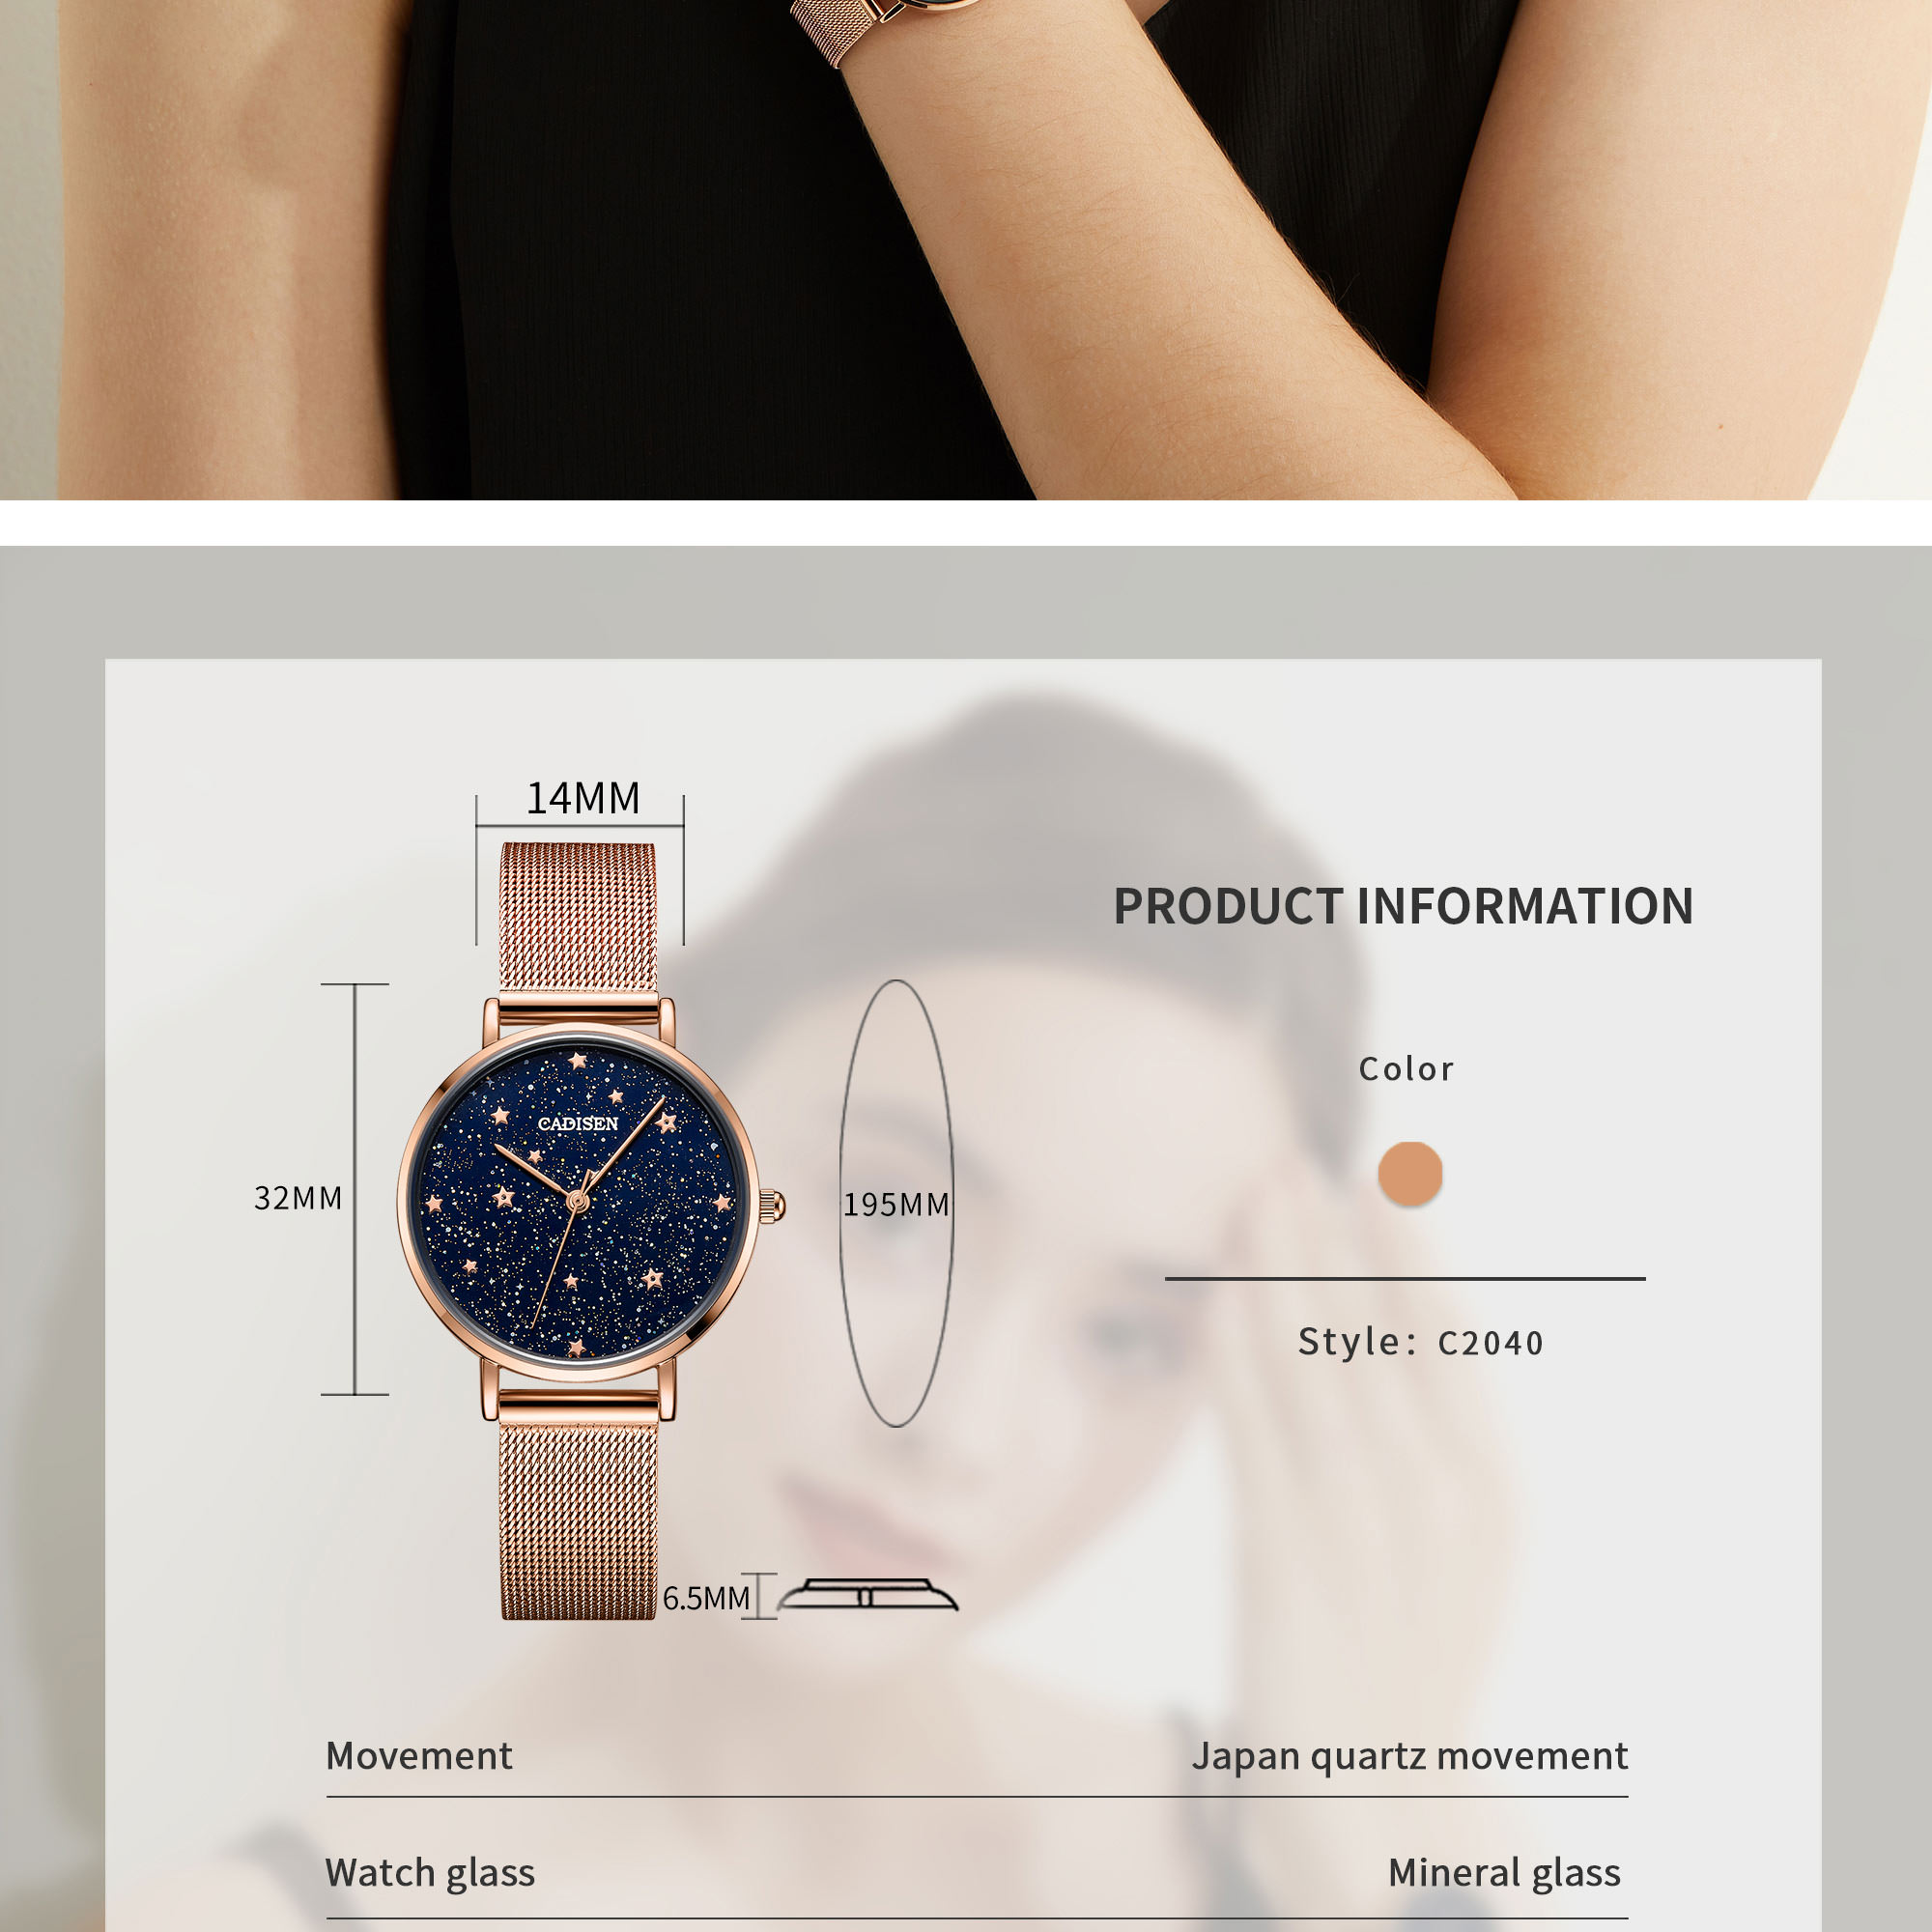 14MM
PRODUCT INFORMATION
Color
CADISEN
32MM
195MM
Style: C2040
6.5MM
Movement Japan quartz movement
Watch glass Mineral glass